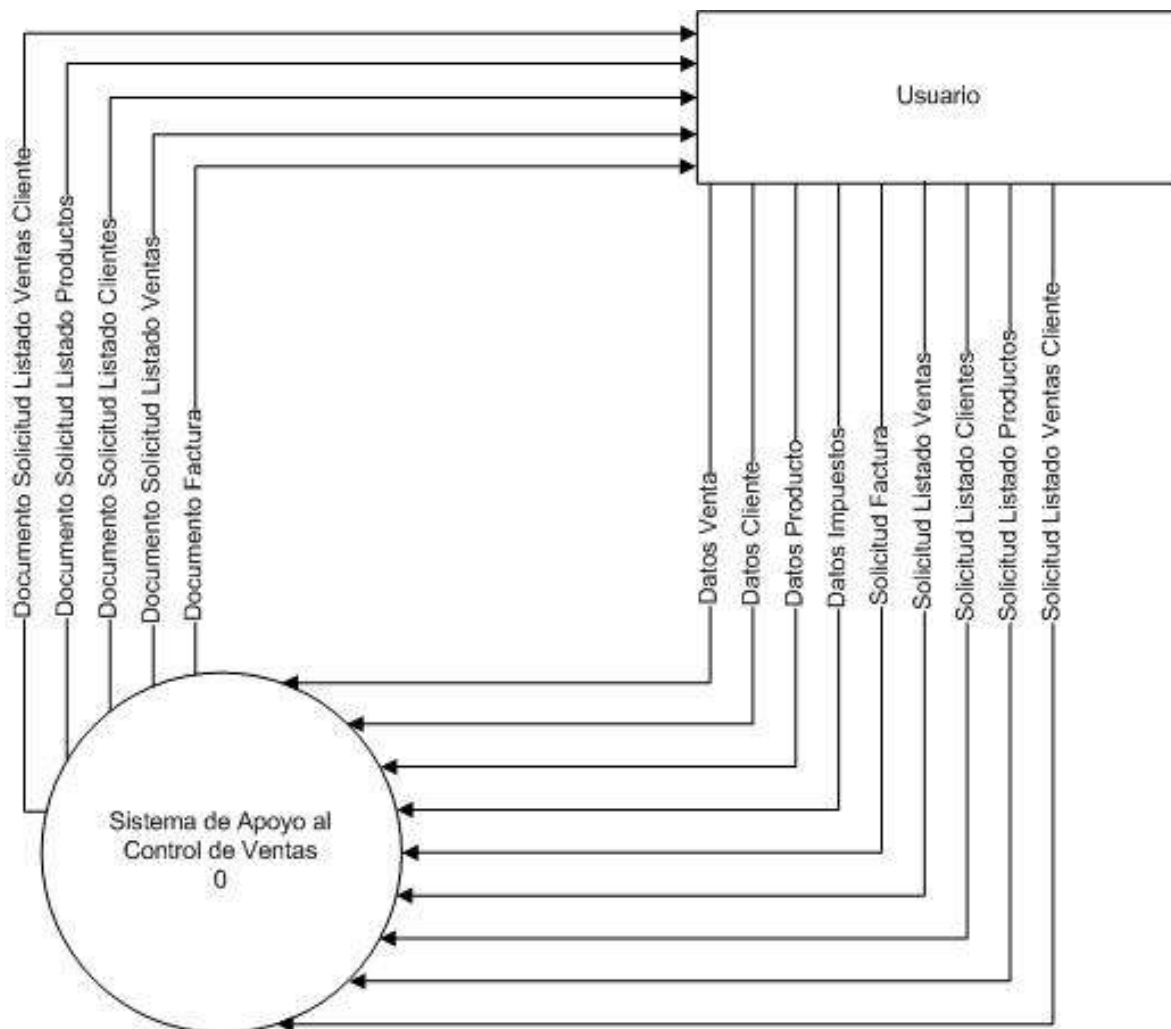 Usuario
Documento Solicitud Listado Ventas Cliente
Documento Solicitud Listado Productos
Documento Solicitud Listado Clientes
Documento Solicitud Listado Ventas
Documento Factura
Datos Venta
Datos Cliente
Datos Producto
Datos Impuestos
Solicitud Factura
Solicitud Listado Ventas
Solicitud Listado Clientes
Solicitud Listado Productos
Solicitud Listado Ventas Cliente
Sistema de Apoyo al
Control de Ventas
0